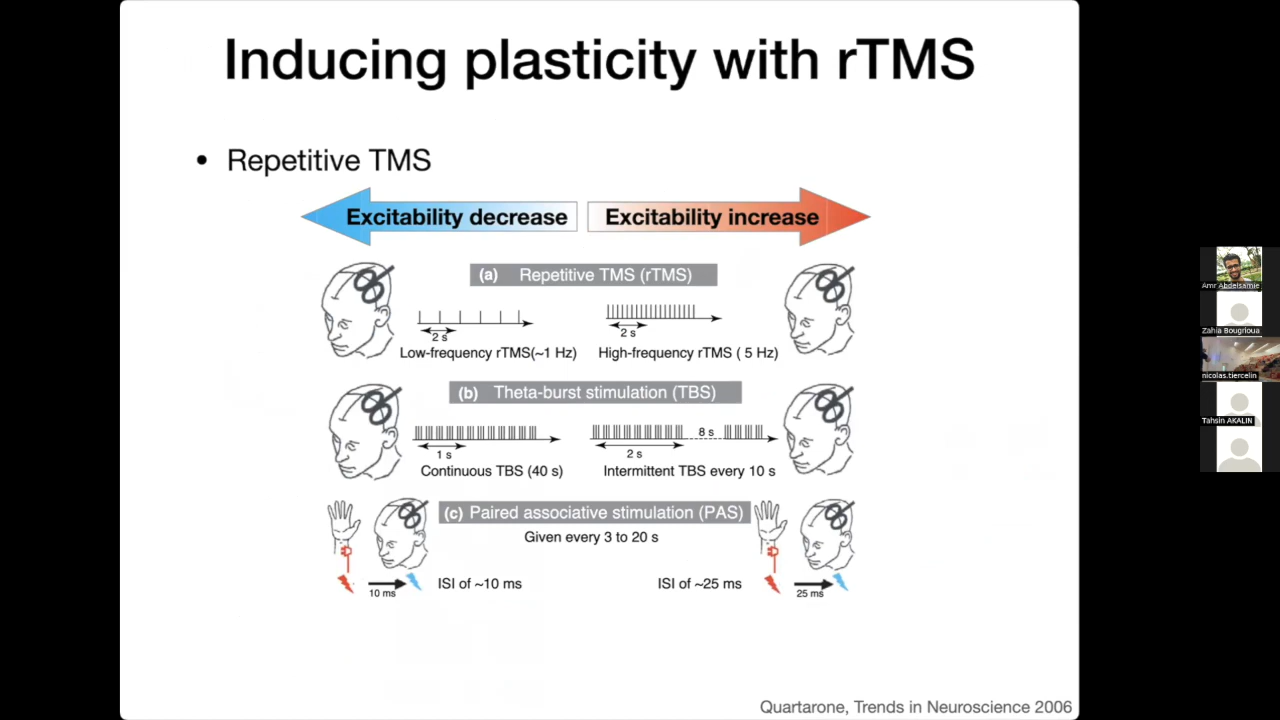 Inducing plasticity with rTMS
• Repetitive TMS
Excitability decrease
Excitability increase
(a) Repetitive TMS (rTMS)
2 s
2 s
Low-frequency rTMS(~1 Hz)
High-frequency rTMS ( 5 Hz)
(b) Theta-burst stimulation (TBS)
8 s
1 s
2 s
Continuous TBS (40 s)
Intermittent TBS every 10 s
(c) Paired associative stimulation (PAS)
Given every 3 to 20 s
ISI of ~10 ms
ISI of ~25 ms
10 ms
25 ms
Quartarone, Trends in Neuroscience 2006
Amr Abdelsamie
Zahia Bougrioua
nicolas.tiercelin
Tahsin AKALIN